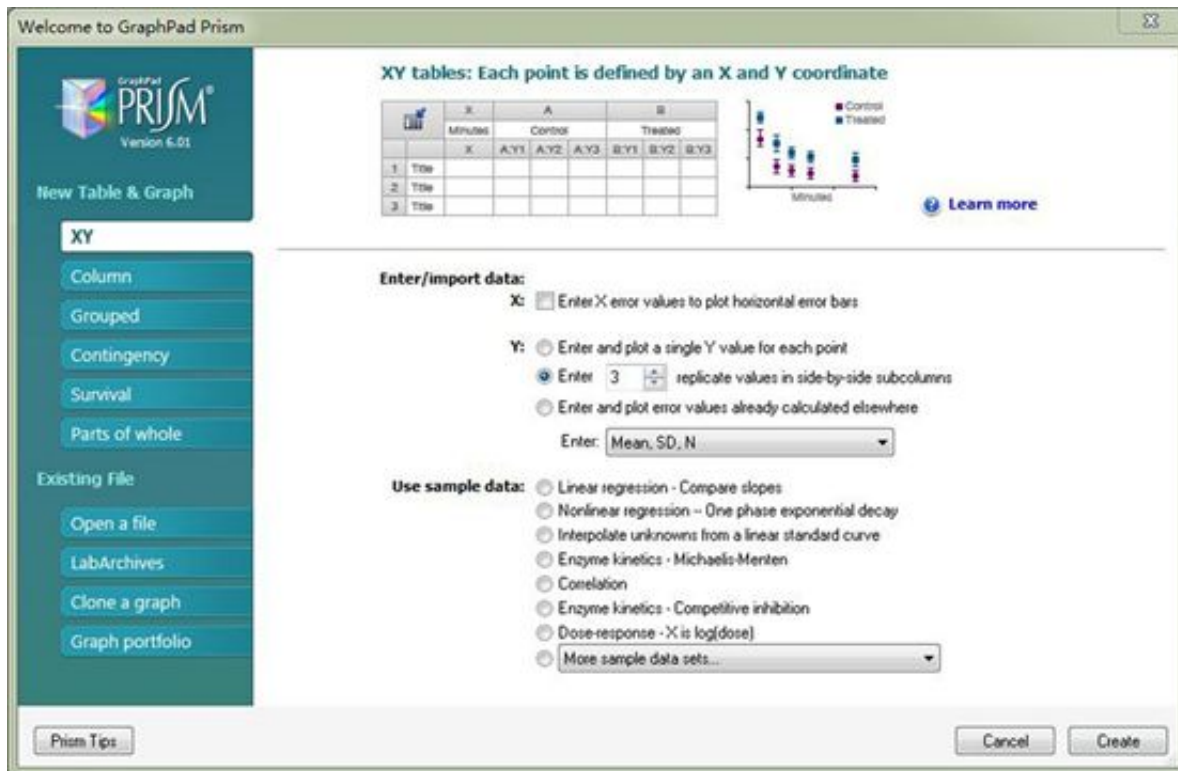 Welcome to GraphPad Prism
GraphPad
PRISM®
Version 6.01
New Table & Graph
XY
Column
Grouped
Contingency
Survival
Parts of whole
Existing File
Open a file
LabArchives
Clone a graph
Graph portfolio
XY tables: Each point is defined by an X and Y coordinate
X A B
Minutes Control Treated
X A:Y1 A:Y2 A:Y3 B:Y1 B:Y2 B:Y3
1 Title
2 Title
3 Title
Control
Treated
Minutes
Learn more
Enter/import data:
X: Enter X error values to plot horizontal error bars
Y: Enter and plot a single Y value for each point
Enter 3 replicate values in side-by-side subcolumns
Enter and plot error values already calculated elsewhere
Enter: Mean, SD, N
Use sample data: Linear regression - Compare slopes
Nonlinear regression -- One phase exponential decay
Interpolate unknowns from a linear standard curve
Enzyme kinetics - Michaelis-Menten
Correlation
Enzyme kinetics - Competitive inhibition
Dose-response - X is log(dose)
More sample data sets...
Prism Tips
Cancel
Create